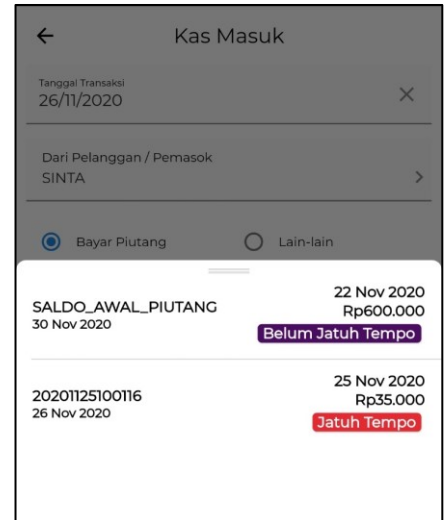 Kas Masuk
Tanggal Transaksi
26/11/2020
Dari Pelanggan / Pemasok
SINTA
Bayar Piutang
Lain-lain
SALDO_AWAL_PIUTANG
30 Nov 2020
22 Nov 2020
Rp600.000
Belum Jatuh Tempo
20201125100116
26 Nov 2020
25 Nov 2020
Rp35.000
Jatuh Tempo